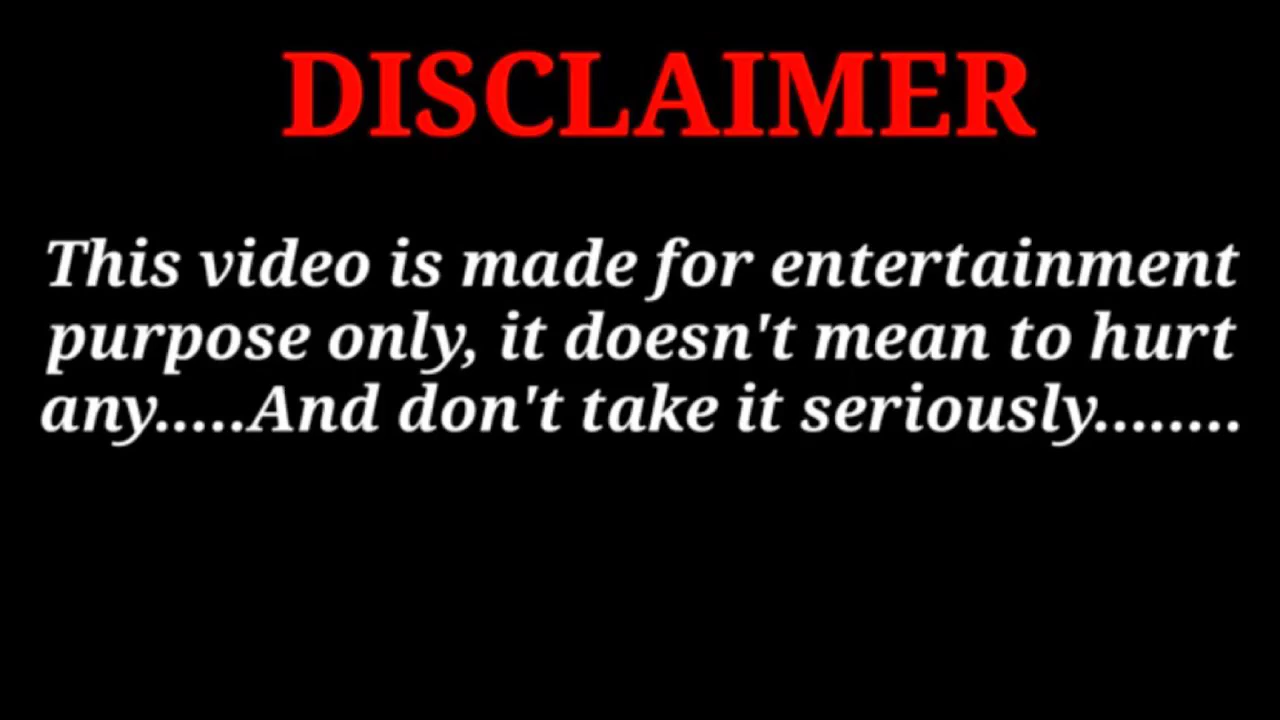 DISCLAIMER
This video is made for entertainment
purpose only, it doesn't mean to hurt
any.....And don't take it seriously........